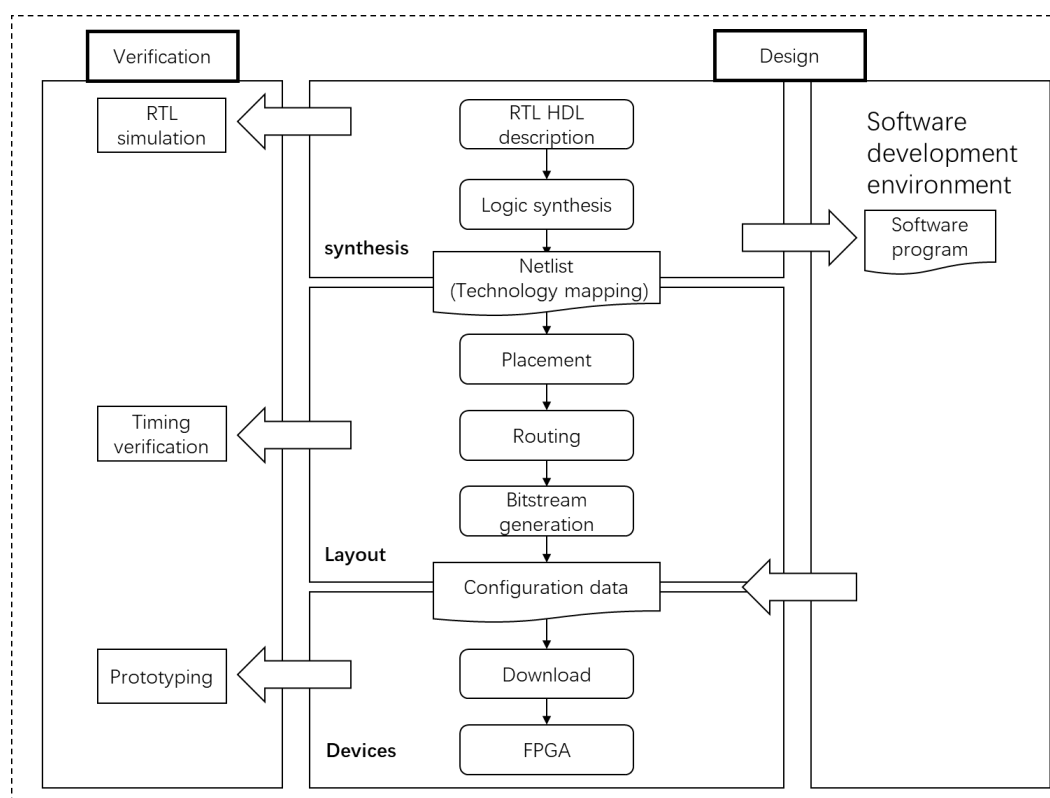 Verification
Design
RTL
simulation
RTL HDL
description
Software
development
environment
Logic synthesis
Software
program
synthesis
Netlist
(Technology mapping)
Placement
Timing
verification
Routing
Bitstream
generation
Layout
Configuration data
Prototyping
Download
Devices
FPGA